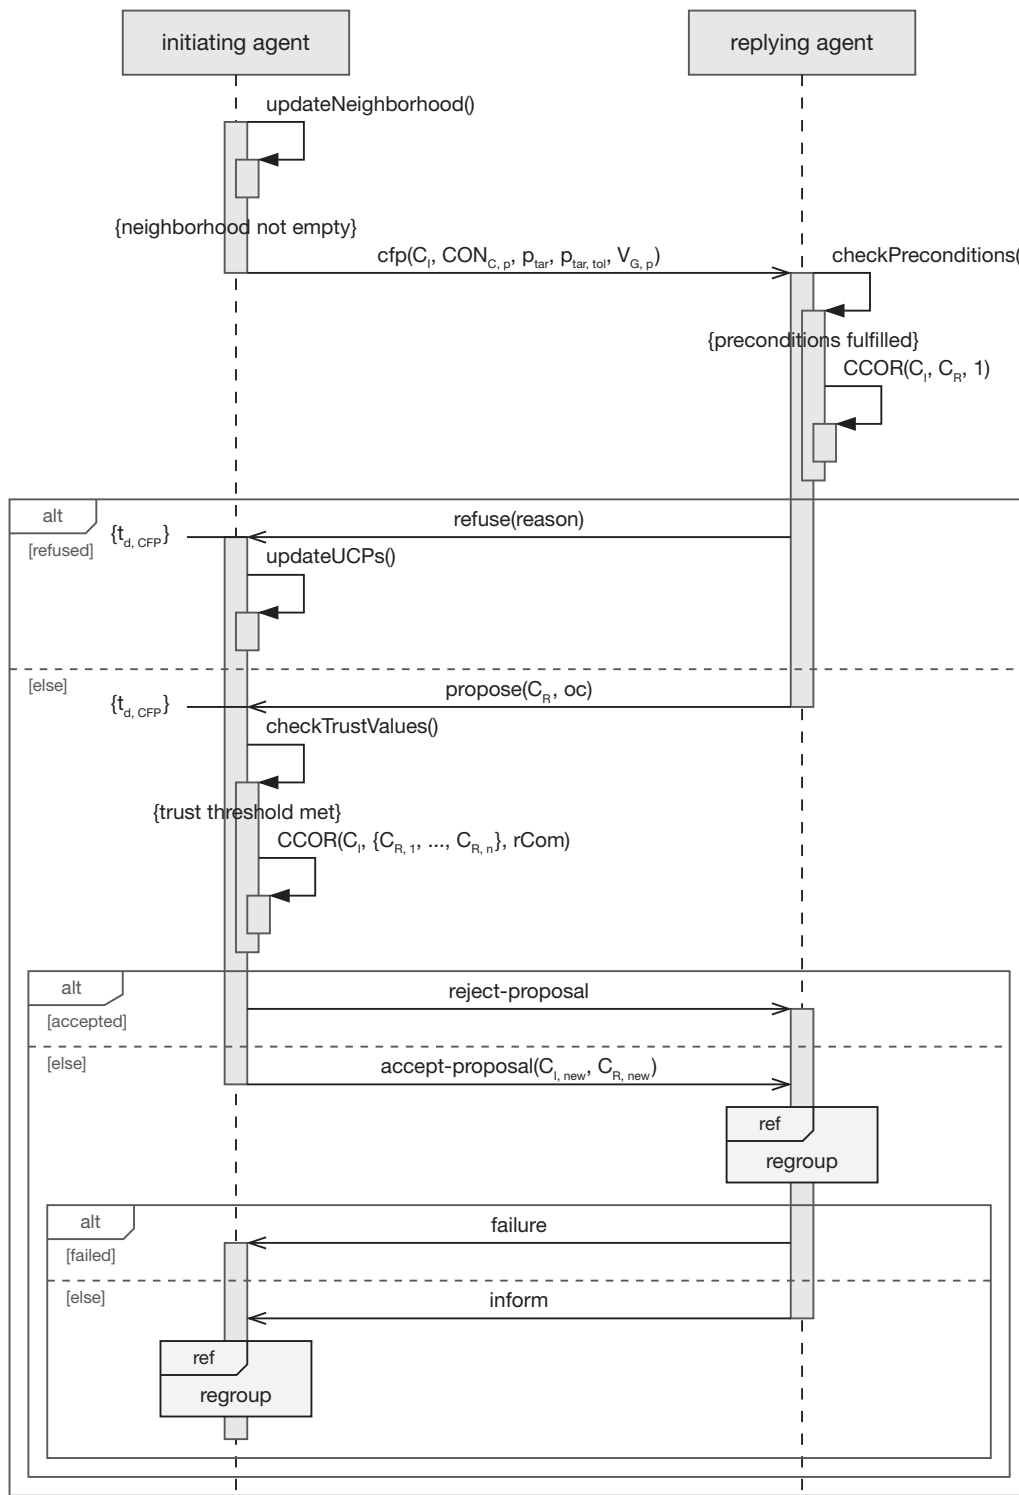 initiating agent
replying agent
updateNeighborhood()
{neighborhood not empty}
cfp(C_I, CON_C, p, p_tar, p_tar, tol, V_G, p)
checkPreconditions(
{preconditions fulfilled}
CCOR(C_I, C_R, 1)
alt
refuse(reason)
{t_d, CFP}
[refused]
updateUCPs()
[else]
propose(C_R, oc)
{t_d, CFP}
checkTrustValues()
{trust threshold met}
CCOR(C_I, {C_R, 1, ..., C_R, n}, rCom)
alt
reject-proposal
[accepted]
[else]
accept-proposal(C_I, new, C_R, new)
ref
regroup
alt
failure
[failed]
[else]
inform
ref
regroup